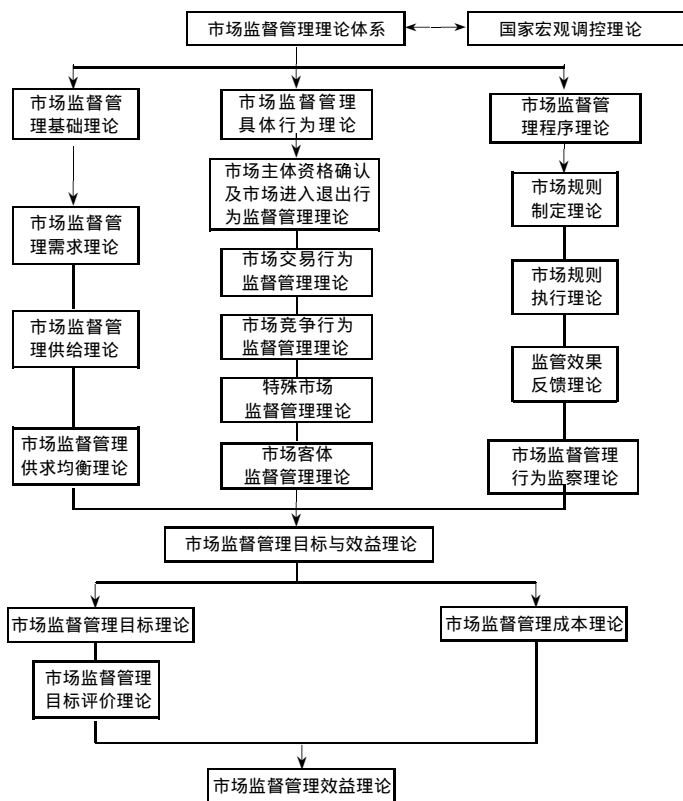 市场监督管理理论体系
国家宏观调控理论
市场监督管
理基础理论
市场监督管理
具体行为理论
市场监督管
理程序理论
市场主体资格确认
及市场进入退出行
为监督管理理论
市场规则
制定理论
市场监督管
理需求理论
市场交易行为
监督管理理论
市场规则
执行理论
市场监督管
理供给理论
市场竞争行为
监督管理理论
监管效果
反馈理论
特殊市场
监督管理理论
市场监督管理
供求均衡理论
市场客体
监督管理理论
市场监督管理
行为监察理论
市场监督管理目标与效益理论
市场监督管理目标理论
市场监督管理成本理论
市场监督管理
目标评价理论
市场监督管理效益理论